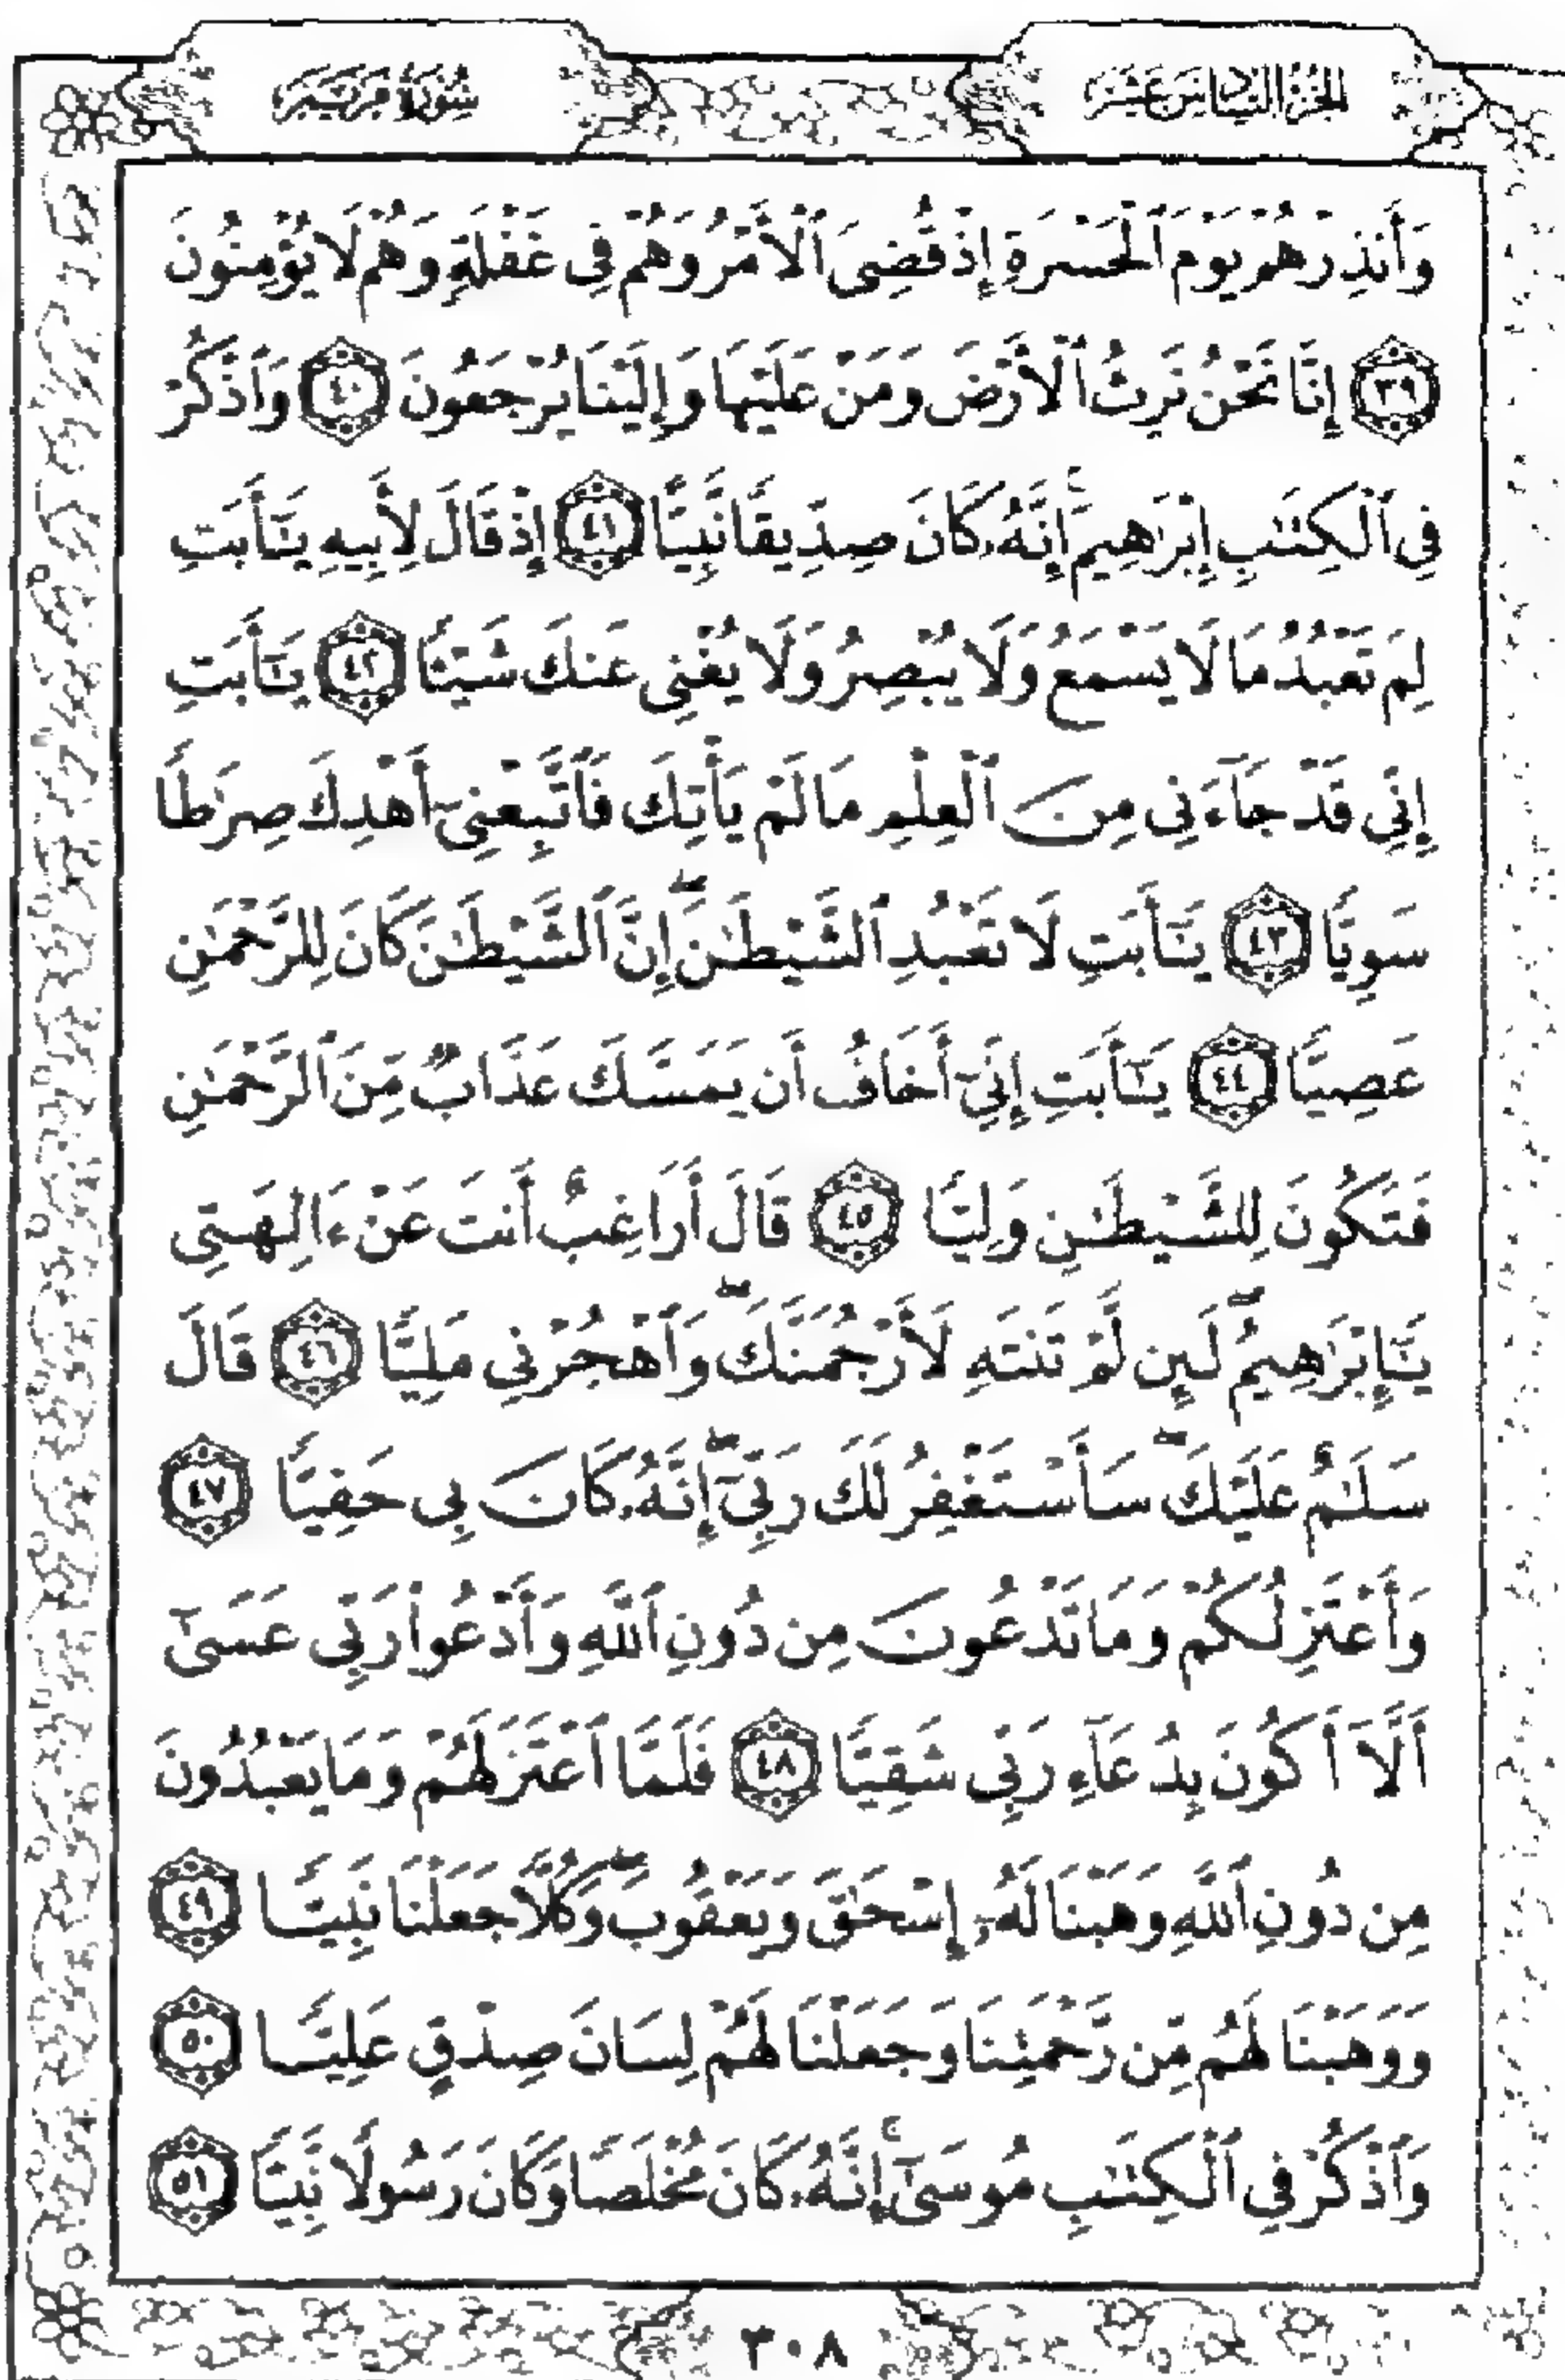 الجزء السادس عشر
سورة مريم
وَأَنذِرْهُمْ يَوْمَ ٱلْحَسْرَةِ إِذْ قُضِىَ ٱلْأَمْرُ وَهُمْ فِى غَفْلَةٍ وَهُمْ لَا يُؤْمِنُونَ
٣٩ إِنَّا نَحْنُ نَرِثُ ٱلْأَرْضَ وَمَنْ عَلَيْهَا وَإِلَيْنَا يُرْجَعُونَ ٤٠ وَٱذْكُرْ
فِى ٱلْكِتَٰبِ إِبْرَٰهِيمَ ۚ إِنَّهُۥ كَانَ صِدِّيقًا نَّبِيًّا ٤١ إِذْ قَالَ لِأَبِيهِ يَٰٓأَبَتِ
لِمَ تَعْبُدُ مَا لَا يَسْمَعُ وَلَا يُبْصِرُ وَلَا يُغْنِى عَنكَ شَيْـًٔا ٤٢ يَٰٓأَبَتِ
إِنِّى قَدْ جَآءَنِى مِنَ ٱلْعِلْمِ مَا لَمْ يَأْتِكَ فَٱتَّبِعْنِىٓ أَهْدِكَ صِرَٰطًا
سَوِيًّا ٤٣ يَٰٓأَبَتِ لَا تَعْبُدِ ٱلشَّيْطَٰنَ ۖ إِنَّ ٱلشَّيْطَٰنَ كَانَ لِلرَّحْمَٰنِ
عَصِيًّا ٤٤ يَٰٓأَبَتِ إِنِّىٓ أَخَافُ أَن يَمَسَّكَ عَذَابٌ مِّنَ ٱلرَّحْمَٰنِ
فَتَكُونَ لِلشَّيْطَٰنِ وَلِيًّا ٤٥ قَالَ أَرَاغِبٌ أَنتَ عَنْ ءَالِهَتِى
يَٰٓإِبْرَٰهِيمُ ۖ لَئِن لَّمْ تَنتَهِ لَأَرْجُمَنَّكَ ۖ وَٱهْجُرْنِى مَلِيًّا ٤٦ قَالَ
سَلَٰمٌ عَلَيْكَ ۖ سَأَسْتَغْفِرُ لَكَ رَبِّىٓ ۖ إِنَّهُۥ كَانَ بِى حَفِيًّا ٤٧
وَأَعْتَزِلُكُمْ وَمَا تَدْعُونَ مِن دُونِ ٱللَّهِ وَأَدْعُوا۟ رَبِّى عَسَىٰٓ
أَلَّآ أَكُونَ بِدُعَآءِ رَبِّى شَقِيًّا ٤٨ فَلَمَّا ٱعْتَزَلَهُمْ وَمَا يَعْبُدُونَ
مِن دُونِ ٱللَّهِ وَهَبْنَا لَهُۥٓ إِسْحَٰقَ وَيَعْقُوبَ ۖ وَكُلًّا جَعَلْنَا نَبِيًّا ٤٩
وَوَهَبْنَا لَهُم مِّن رَّحْمَتِنَا وَجَعَلْنَا لَهُمْ لِسَانَ صِدْقٍ عَلِيًّا ٥٠
وَٱذْكُرْ فِى ٱلْكِتَٰبِ مُوسَىٰٓ ۚ إِنَّهُۥ كَانَ مُخْلَصًا وَكَانَ رَسُولًا نَّبِيًّا ٥١
٣٠٨